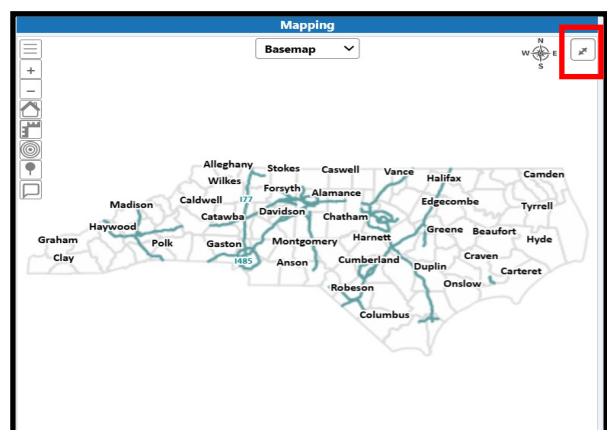 Mapping
Basemap
N
W E
S
+
–
Alleghany Stokes Caswell Vance Halifax Camden
Wilkes Forsyth Alamance
Madison Caldwell I77 Edgecombe Tyrrell
Haywood Catawba Davidson Chatham Greene Beaufort
Graham Polk Gaston Montgomery Harnett Hyde
Clay I485 Anson Cumberland Duplin Craven
Carteret
Robeson Onslow
Columbus